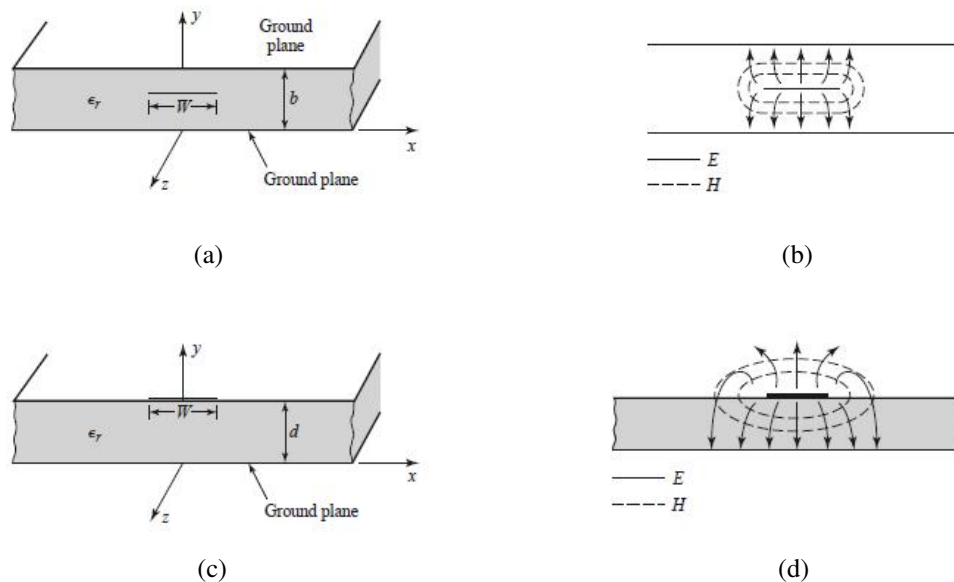 y
Ground
plane
ϵr
W
b
x
z
Ground plane
(a)
E
H
(b)
y
W
ϵr
d
x
z
Ground plane
(c)
E
H
(d)